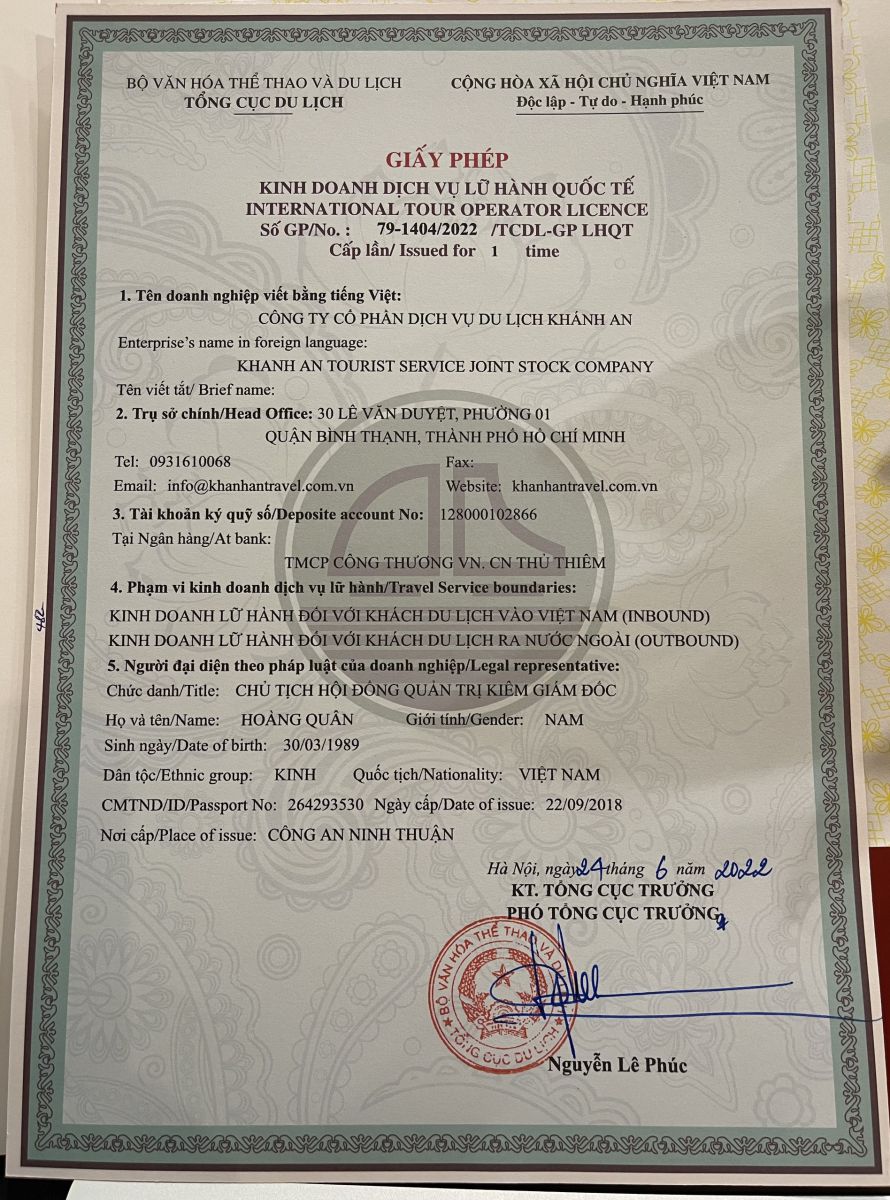 BỘ VĂN HÓA THỂ THAO VÀ DU LỊCH
TỔNG CỤC DU LỊCH
CỘNG HÒA XÃ HỘI CHỦ NGHĨA VIỆT NAM
Độc lập - Tự do - Hạnh phúc
GIẤY PHÉP
KINH DOANH DỊCH VỤ LỮ HÀNH QUỐC TẾ
INTERNATIONAL TOUR OPERATOR LICENCE
Số GP/No. : 79-1404/2022 /TCDL-GP LHQT
Cấp lần/ Issued for 1 time
1. Tên doanh nghiệp viết bằng tiếng Việt:
CÔNG TY CỔ PHẦN DỊCH VỤ DU LỊCH KHÁNH AN
Enterprise's name in foreign language:
KHANH AN TOURIST SERVICE JOINT STOCK COMPANY
Tên viết tắt/ Brief name:
2. Trụ sở chính/Head Office: 30 LÊ VĂN DUYỆT, PHƯỜNG 01
QUẬN BÌNH THẠNH, THÀNH PHỐ HỒ CHÍ MINH
Tel: 0931610068 Fax:
Email: info@khanhantravel.com.vn Website: khanhantravel.com.vn
3. Tài khoản ký quỹ số/Deposite account No: 128000102866
Tại Ngân hàng/At bank:
TMCP CÔNG THƯƠNG VN. CN THỦ THIÊM
4. Phạm vi kinh doanh dịch vụ lữ hành/Travel Service boundaries:
KINH DOANH LỮ HÀNH ĐỐI VỚI KHÁCH DU LỊCH VÀO VIỆT NAM (INBOUND)
KINH DOANH LỮ HÀNH ĐỐI VỚI KHÁCH DU LỊCH RA NƯỚC NGOÀI (OUTBOUND)
5. Người đại diện theo pháp luật của doanh nghiệp/Legal representative:
Chức danh/Title: CHỦ TỊCH HỘI ĐỒNG QUẢN TRỊ KIÊM GIÁM ĐỐC
Họ và tên/Name: HOÀNG QUÂN Giới tính/Gender: NAM
Sinh ngày/Date of birth: 30/03/1989
Dân tộc/Ethnic group: KINH Quốc tịch/Nationality: VIỆT NAM
CMTND/ID/Passport No: 264293530 Ngày cấp/Date of issue: 22/09/2018
Nơi cấp/Place of issue: CÔNG AN NINH THUẬN
Hà Nội, ngày 24 tháng 6 năm 2022
KT. TỔNG CỤC TRƯỞNG
PHÓ TỔNG CỤC TRƯỞNG
BỘ VĂN HÓA THỂ THAO VÀ DU
TỔNG CỤC DU LỊCH
Nguyễn Lê Phúc
482